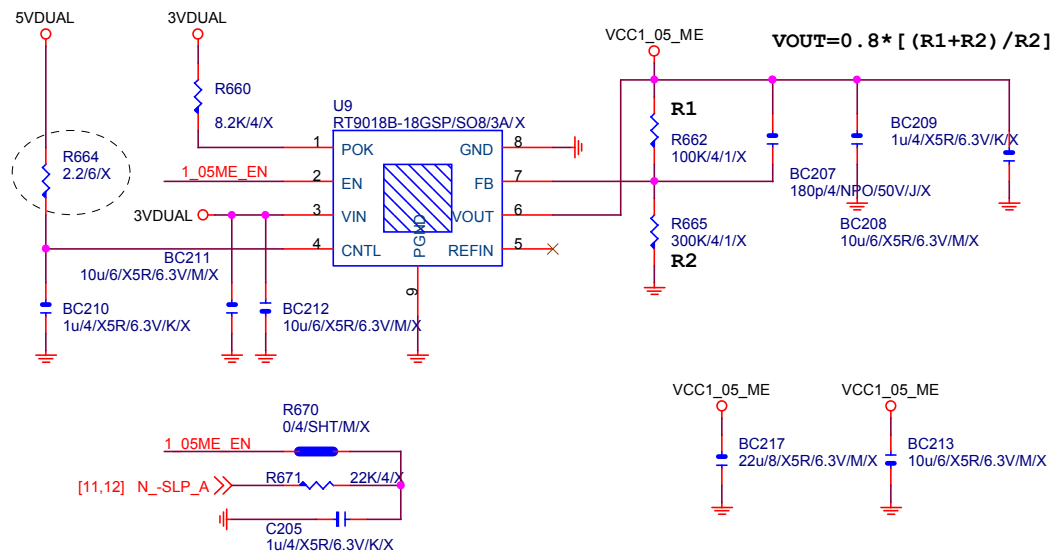 5VDUAL
3VDUAL
VCC1_05_ME
VOUT=0.8*[(R1+R2)/R2]
R660
8.2K/4/X
U9
RT9018B-18GSP/SO8/3A/X
R664
2.2/6/X
1_05ME_EN
3VDUAL
1 POK
2 EN
3 VIN
4 CNTL
GND 8
FB 7
VOUT 6
REFIN 5
PGND
9
R1
R662
100K/4/1/X
R665
300K/4/1/X
R2
BC207
180p/4/NPO/50V/J/X
BC208
10u/6/X5R/6.3V/M/X
BC209
1u/4/X5R/6.3V/K/X
BC211
10u/6/X5R/6.3V/M/X
BC210
1u/4/X5R/6.3V/K/X
BC212
10u/6/X5R/6.3V/M/X
R670
0/4/SHT/M/X
1_05ME_EN
[11,12] N_-SLP_A
R671 22K/4/X
C205
1u/4/X5R/6.3V/K/X
VCC1_05_ME
BC217
22u/8/X5R/6.3V/M/X
VCC1_05_ME
BC213
10u/6/X5R/6.3V/M/X